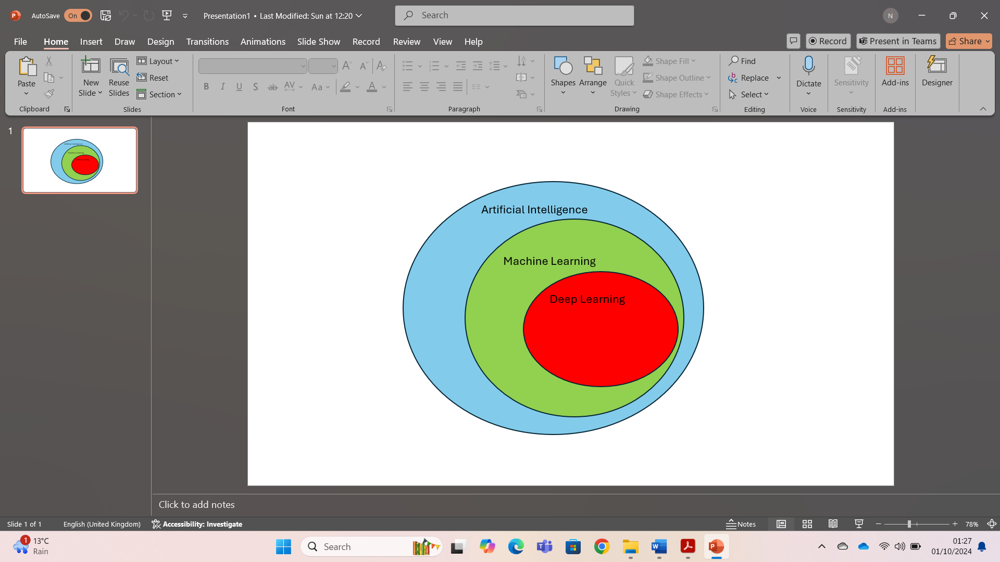 AutoSave On Presentation1 • Last Modified: Sun at 12:20 Search N
File Home Insert Draw Design Transitions Animations Slide Show Record Review View Help Record Present in Teams Share
Paste New Slide Reuse Slides Layout Reset Section
B I U S ab AV Aa A
Shapes Arrange Quick Styles Shape Fill Shape Outline Shape Effects
Find Replace Select Dictate Sensitivity Add-ins Designer
Clipboard Slides Font Paragraph Drawing Editing Voice Sensitivity Add-ins
1
Artificial Intelligence
Machine Learning
Deep Learning
Click to add notes
Slide 1 of 1 English (United Kingdom) Accessibility: Investigate Notes 78%
1 13°C
Rain
Search
01:27
01/10/2024